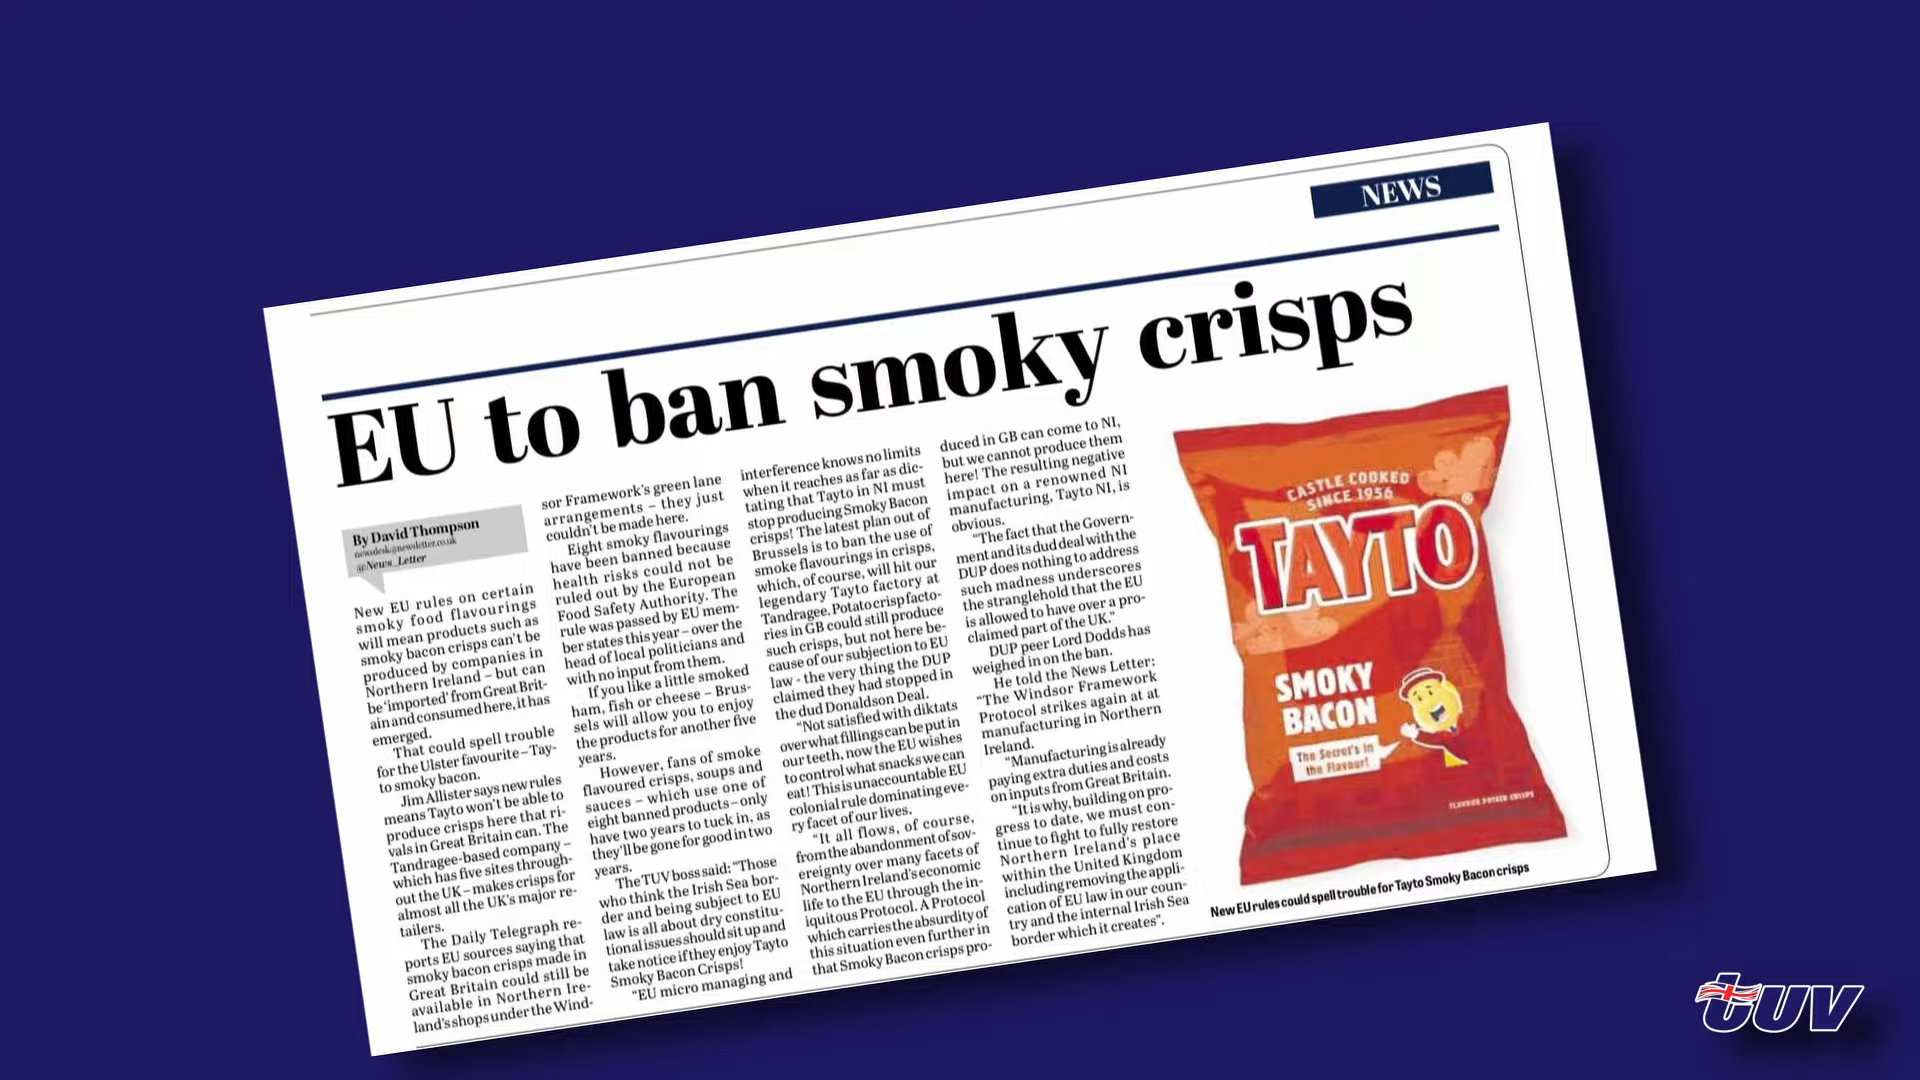 NEWS
EU to ban smoky crisps
By David Thompson
newsdesk@newsletter.co.uk
@News_Letter
New EU rules on certain
smoky food flavourings
will mean products such as
smoky bacon crisps can't be
produced by companies in
Northern Ireland – but can
be 'imported' from Great Brit-
ain and consumed here, it has
emerged.
That could spell trouble
for the Ulster favourite – Tay-
to smoky bacon.
Jim Allister says new rules
means Tayto won't be able to
produce crisps here that ri-
vals in Great Britain can. The
Tandragee-based company –
which has five sites through-
out the UK – makes crisps for
almost all the UK's major re-
tailers.
The Daily Telegraph re-
ports EU sources saying that
smoky bacon crisps made in
Great Britain could still be
available in Northern Ire-
land's shops under the Wind-
sor Framework's green lane
arrangements – they just
couldn't be made here.
Eight smoky flavourings
have been banned because
health risks could not be
ruled out by the European
Food Safety Authority. The
rule was passed by EU mem-
ber states this year – over the
head of local politicians and
with no input from them.
If you like a little smoked
ham, fish or cheese – Brus-
sels will allow you to enjoy
the products for another five
years.
However, fans of smoke
flavoured crisps, soups and
sauces – which use one of
eight banned products – only
have two years to tuck in, as
they'll be gone for good in two
years.
The TUV boss said: "Those
who think the Irish Sea bor-
der and being subject to EU
law is all about dry constitu-
tional issues should sit up and
take notice if they enjoy Tayto
Smoky Bacon Crisps!
"EU micro managing and
interference knows no limits
when it reaches as far as dic-
tating that Tayto in NI must
stop producing Smoky Bacon
crisps! The latest plan out of
Brussels is to ban the use of
smoke flavourings in crisps,
which, of course, will hit our
legendary Tayto factory at
Tandragee. Potato crisp facto-
ries in GB could still produce
such crisps, but not here be-
cause of our subjection to EU
law - the very thing the DUP
claimed they had stopped in
the dud Donaldson Deal.
"Not satisfied with diktats
over what fillings can be put in
our teeth, now the EU wishes
to control what snacks we can
eat! This is unaccountable EU
colonial rule dominating eve-
ry facet of our lives.
"It all flows, of course,
from the abandonment of sov-
ereignty over many facets of
Northern Ireland's economic
life to the EU through the in-
iquitous Protocol. A Protocol
which carries the absurdity of
this situation even further in
that Smoky Bacon crisps pro-
duced in GB can come to NI,
but we cannot produce them
here! The resulting negative
impact on a renowned NI
manufacturing, Tayto NI, is
obvious.
"The fact that the Govern-
ment and its dud deal with the
DUP does nothing to address
such madness underscores
the stranglehold that the EU
is allowed to have over a pro-
claimed part of the UK."
DUP peer Lord Dodds has
weighed in on the ban.
He told the News Letter:
"The Windsor Framework
Protocol strikes again at at
manufacturing in Northern
Ireland.
"Manufacturing is already
paying extra duties and costs
on inputs from Great Britain.
"It is why, building on pro-
gress to date, we must con-
tinue to fight to fully restore
Northern Ireland's place
within the United Kingdom
including removing the appli-
cation of EU law in our coun-
try and the internal Irish Sea
border which it creates".
CASTLE COOKED
SINCE 1956
TAYTO®
SMOKY
BACON
The Secret's in
the Flavour!
FLAVOUR POTATO CRISPS
New EU rules could spell trouble for Tayto Smoky Bacon crisps
tUV